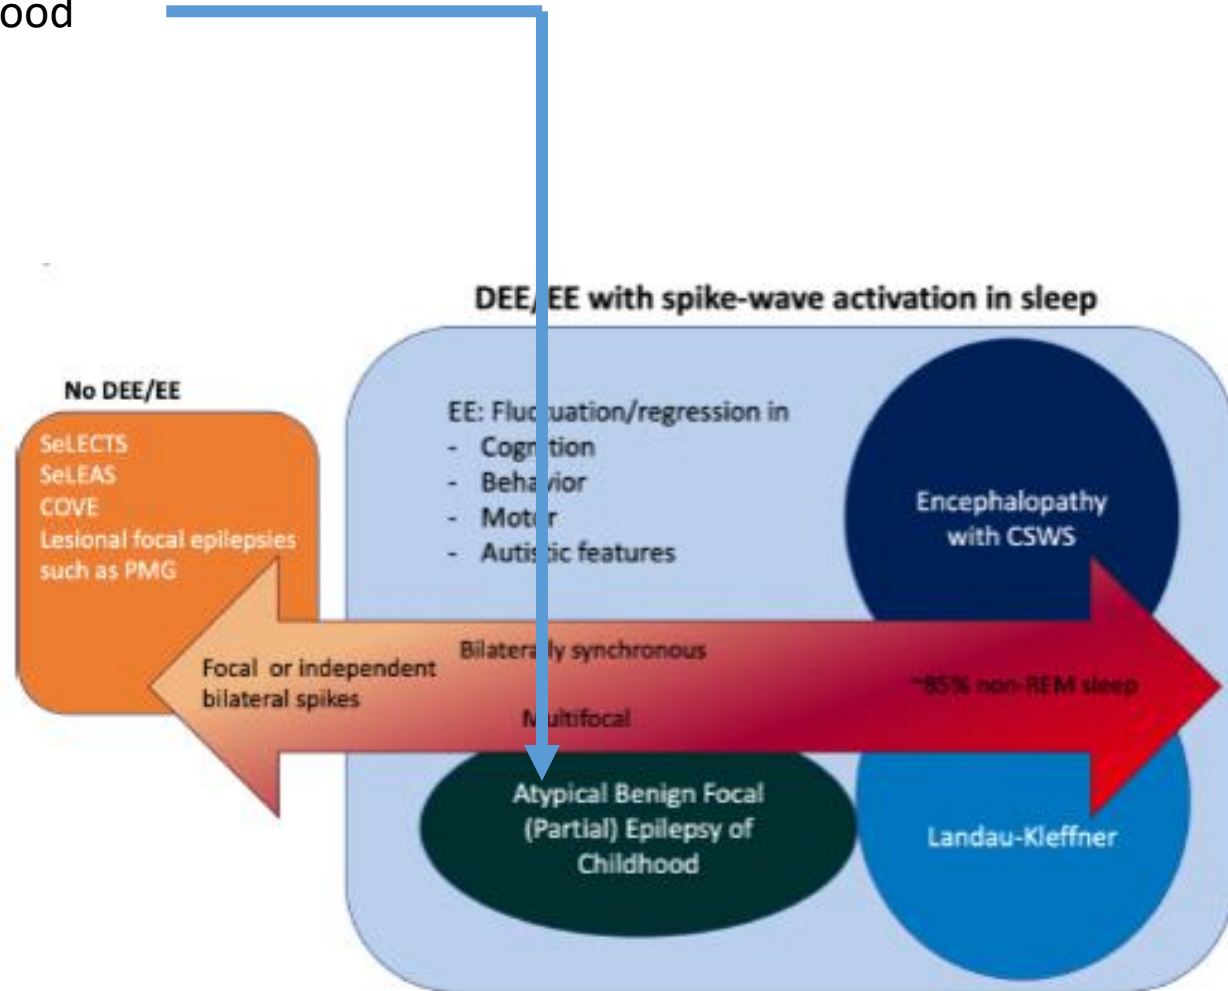 ood
DEE/EE with spike-wave activation in sleep
No DEE/EE
SeLECTS
SeLEAS
COVE
Lesional focal epilepsies
such as PMG
EE: Fluctuation/regression in
- Cognition
- Behavior
- Motor
- Autistic features
Encephalopathy
with CSWS
Focal or independent
bilateral spikes
Bilaterally synchronous
Multifocal
~85% non-REM sleep
Atypical Benign Focal
(Partial) Epilepsy of
Childhood
Landau-Kleffner